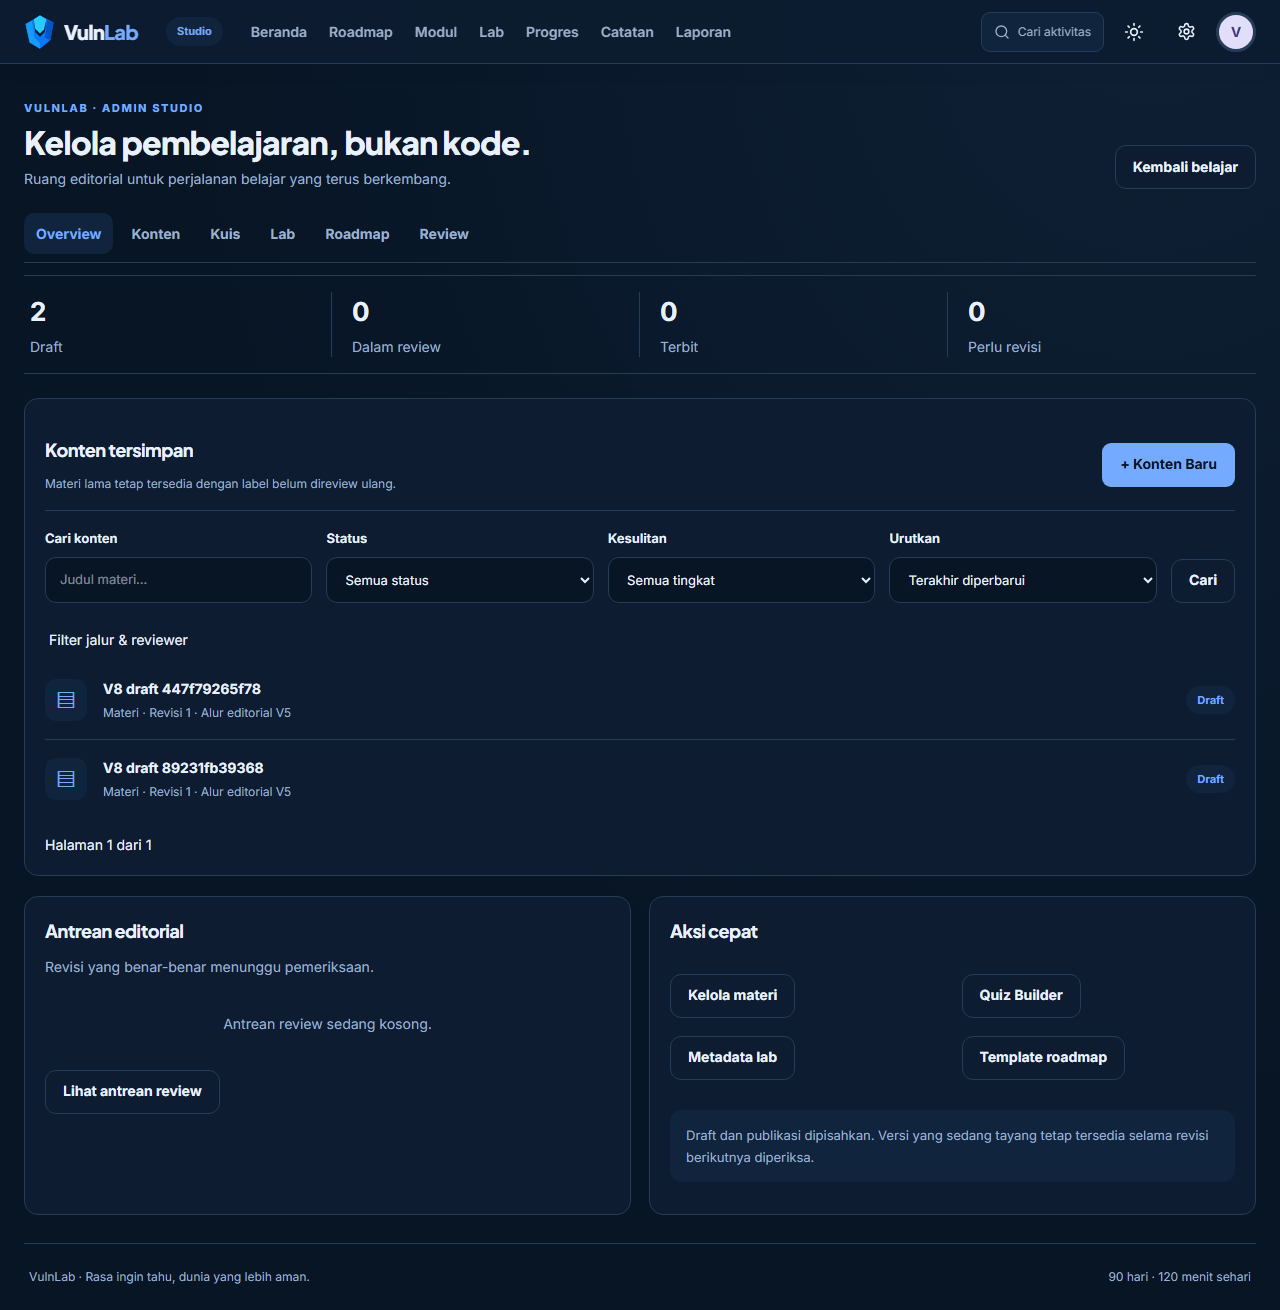 VulnLab
Studio
Beranda
Roadmap
Modul
Lab
Progres
Catatan
Laporan
Cari aktivitas
V
VULNLAB · ADMIN STUDIO
Kelola pembelajaran, bukan kode.
Ruang editorial untuk perjalanan belajar yang terus berkembang.
Kembali belajar
Overview
Konten
Kuis
Lab
Roadmap
Review
2
Draft
0
Dalam review
0
Terbit
0
Perlu revisi
Konten tersimpan
Materi lama tetap tersedia dengan label belum direview ulang.
+ Konten Baru
Cari konten
Judul materi...
Status
Semua status
Kesulitan
Semua tingkat
Urutkan
Terakhir diperbarui
Cari
Filter jalur & reviewer
V8 draft 447f79265f78
Materi · Revisi 1 · Alur editorial V5
Draft
V8 draft 89231fb39368
Materi · Revisi 1 · Alur editorial V5
Draft
Halaman 1 dari 1
Antrean editorial
Revisi yang benar-benar menunggu pemeriksaan.
Antrean review sedang kosong.
Lihat antrean review
Aksi cepat
Kelola materi
Quiz Builder
Metadata lab
Template roadmap
Draft dan publikasi dipisahkan. Versi yang sedang tayang tetap tersedia selama revisi
berikutnya diperiksa.
VulnLab · Rasa ingin tahu, dunia yang lebih aman.
90 hari · 120 menit sehari